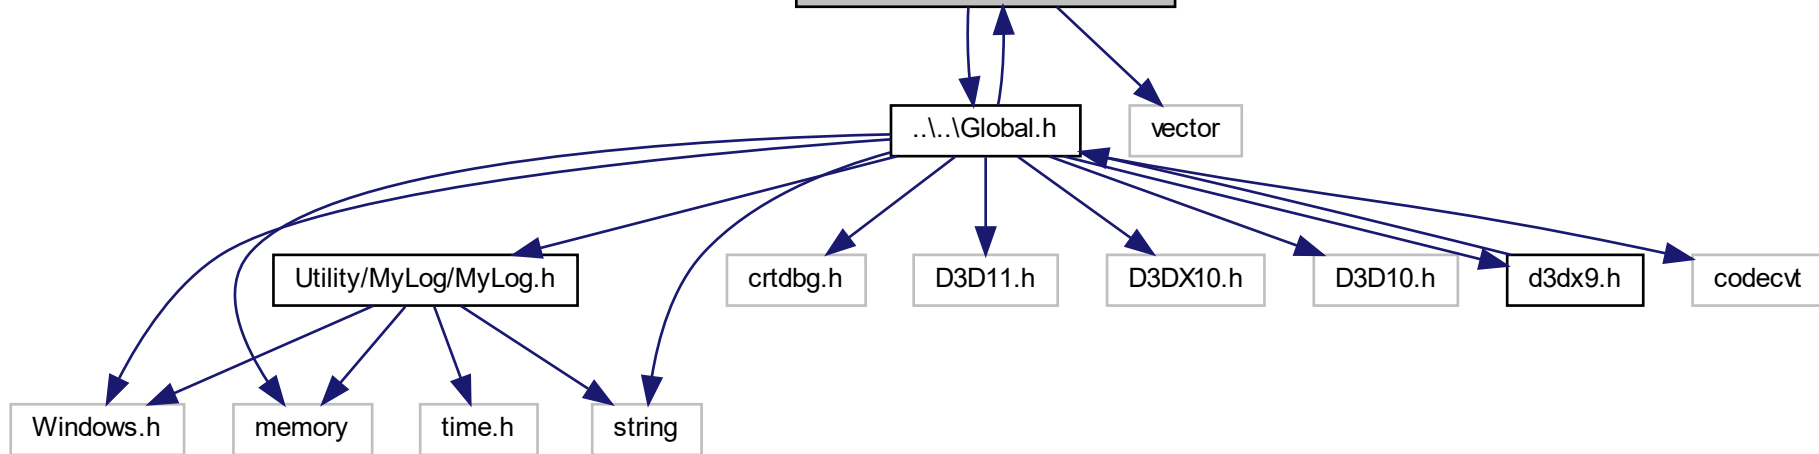 ..\..\Global.h
vector
Utility/MyLog/MyLog.h
crtdbg.h
D3D11.h
D3DX10.h
D3D10.h
d3dx9.h
codecvt
Windows.h
memory
time.h
string